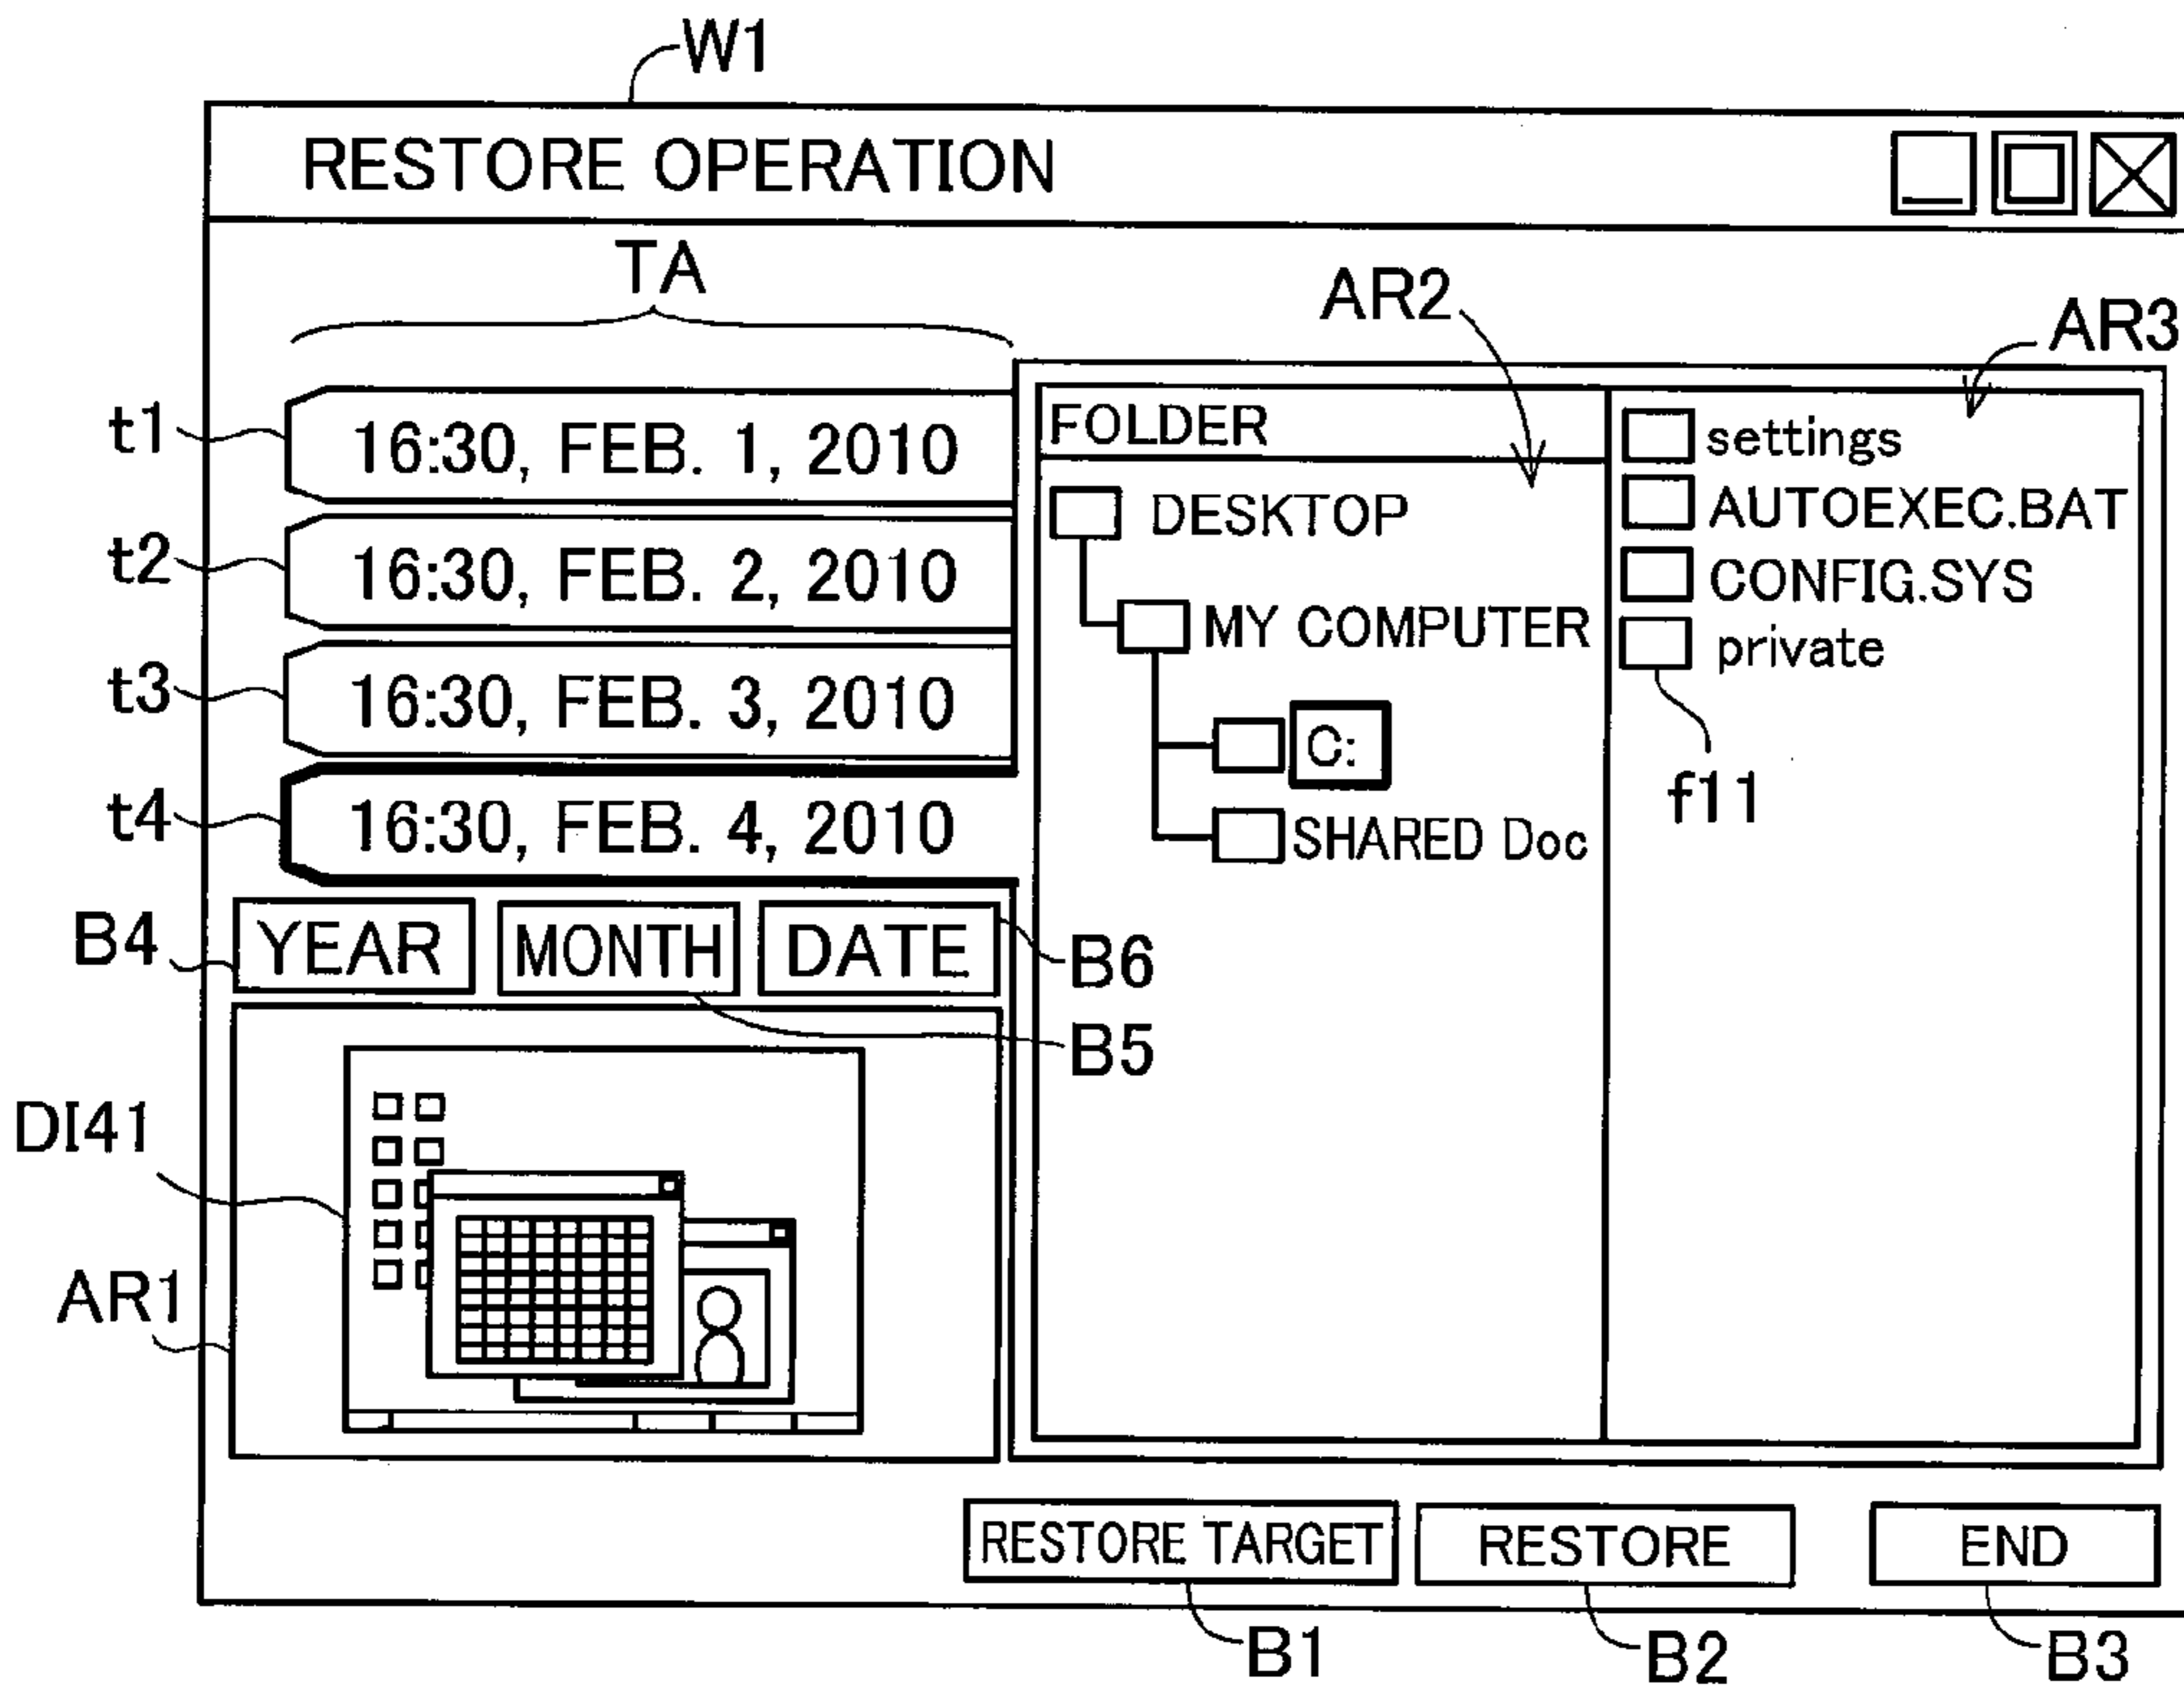 W1
RESTORE OPERATION
TA
AR2
AR3
t1
16:30, FEB. 1, 2010
t2
16:30, FEB. 2, 2010
t3
16:30, FEB. 3, 2010
t4
16:30, FEB. 4, 2010
FOLDER
DESKTOP
MY COMPUTER
C:
SHARED Doc
settings
AUTOEXEC.BAT
CONFIG.SYS
private
f11
B4
YEAR
MONTH
DATE
B6
B5
DI41
AR1
RESTORE TARGET
RESTORE
END
B1
B2
B3